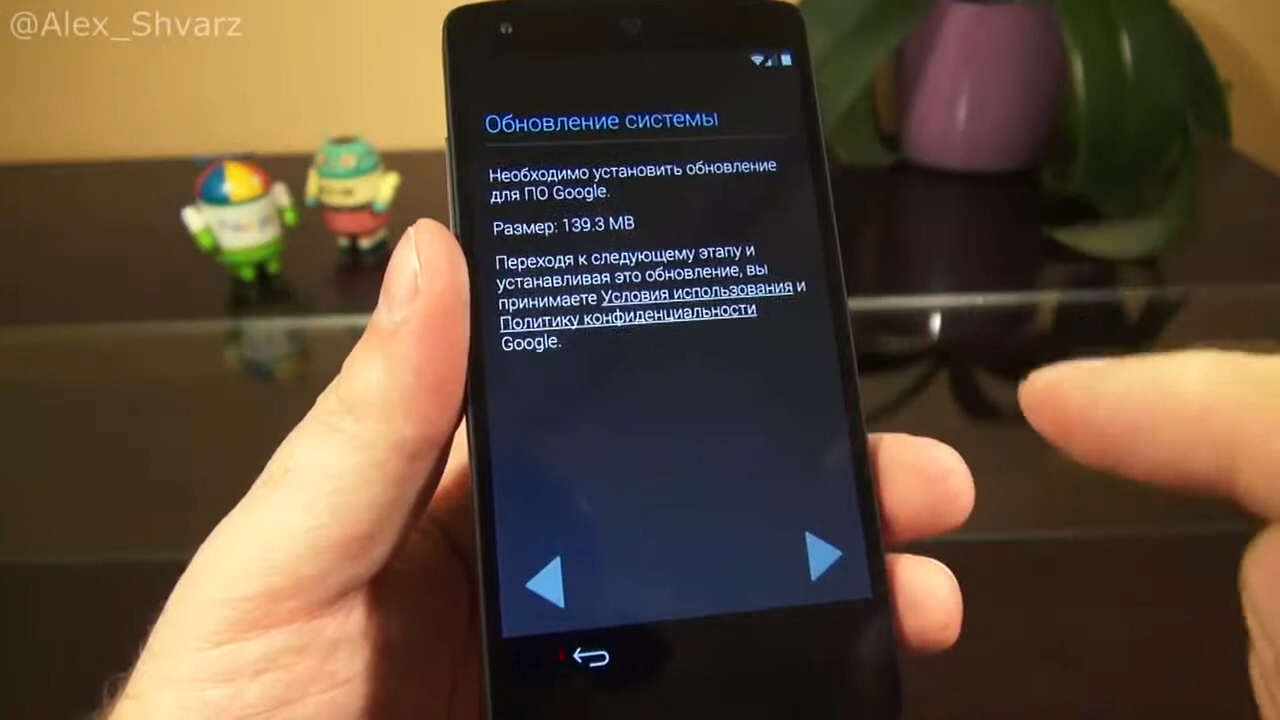 @Alex_Shvarz
Обновление системы
Необходимо установить обновление
для ПО Google.
Размер: 139.3 MB
Переходя к следующему этапу и
устанавливая это обновление, вы
принимаете Условия использования и
Политику конфиденциальности
Google.